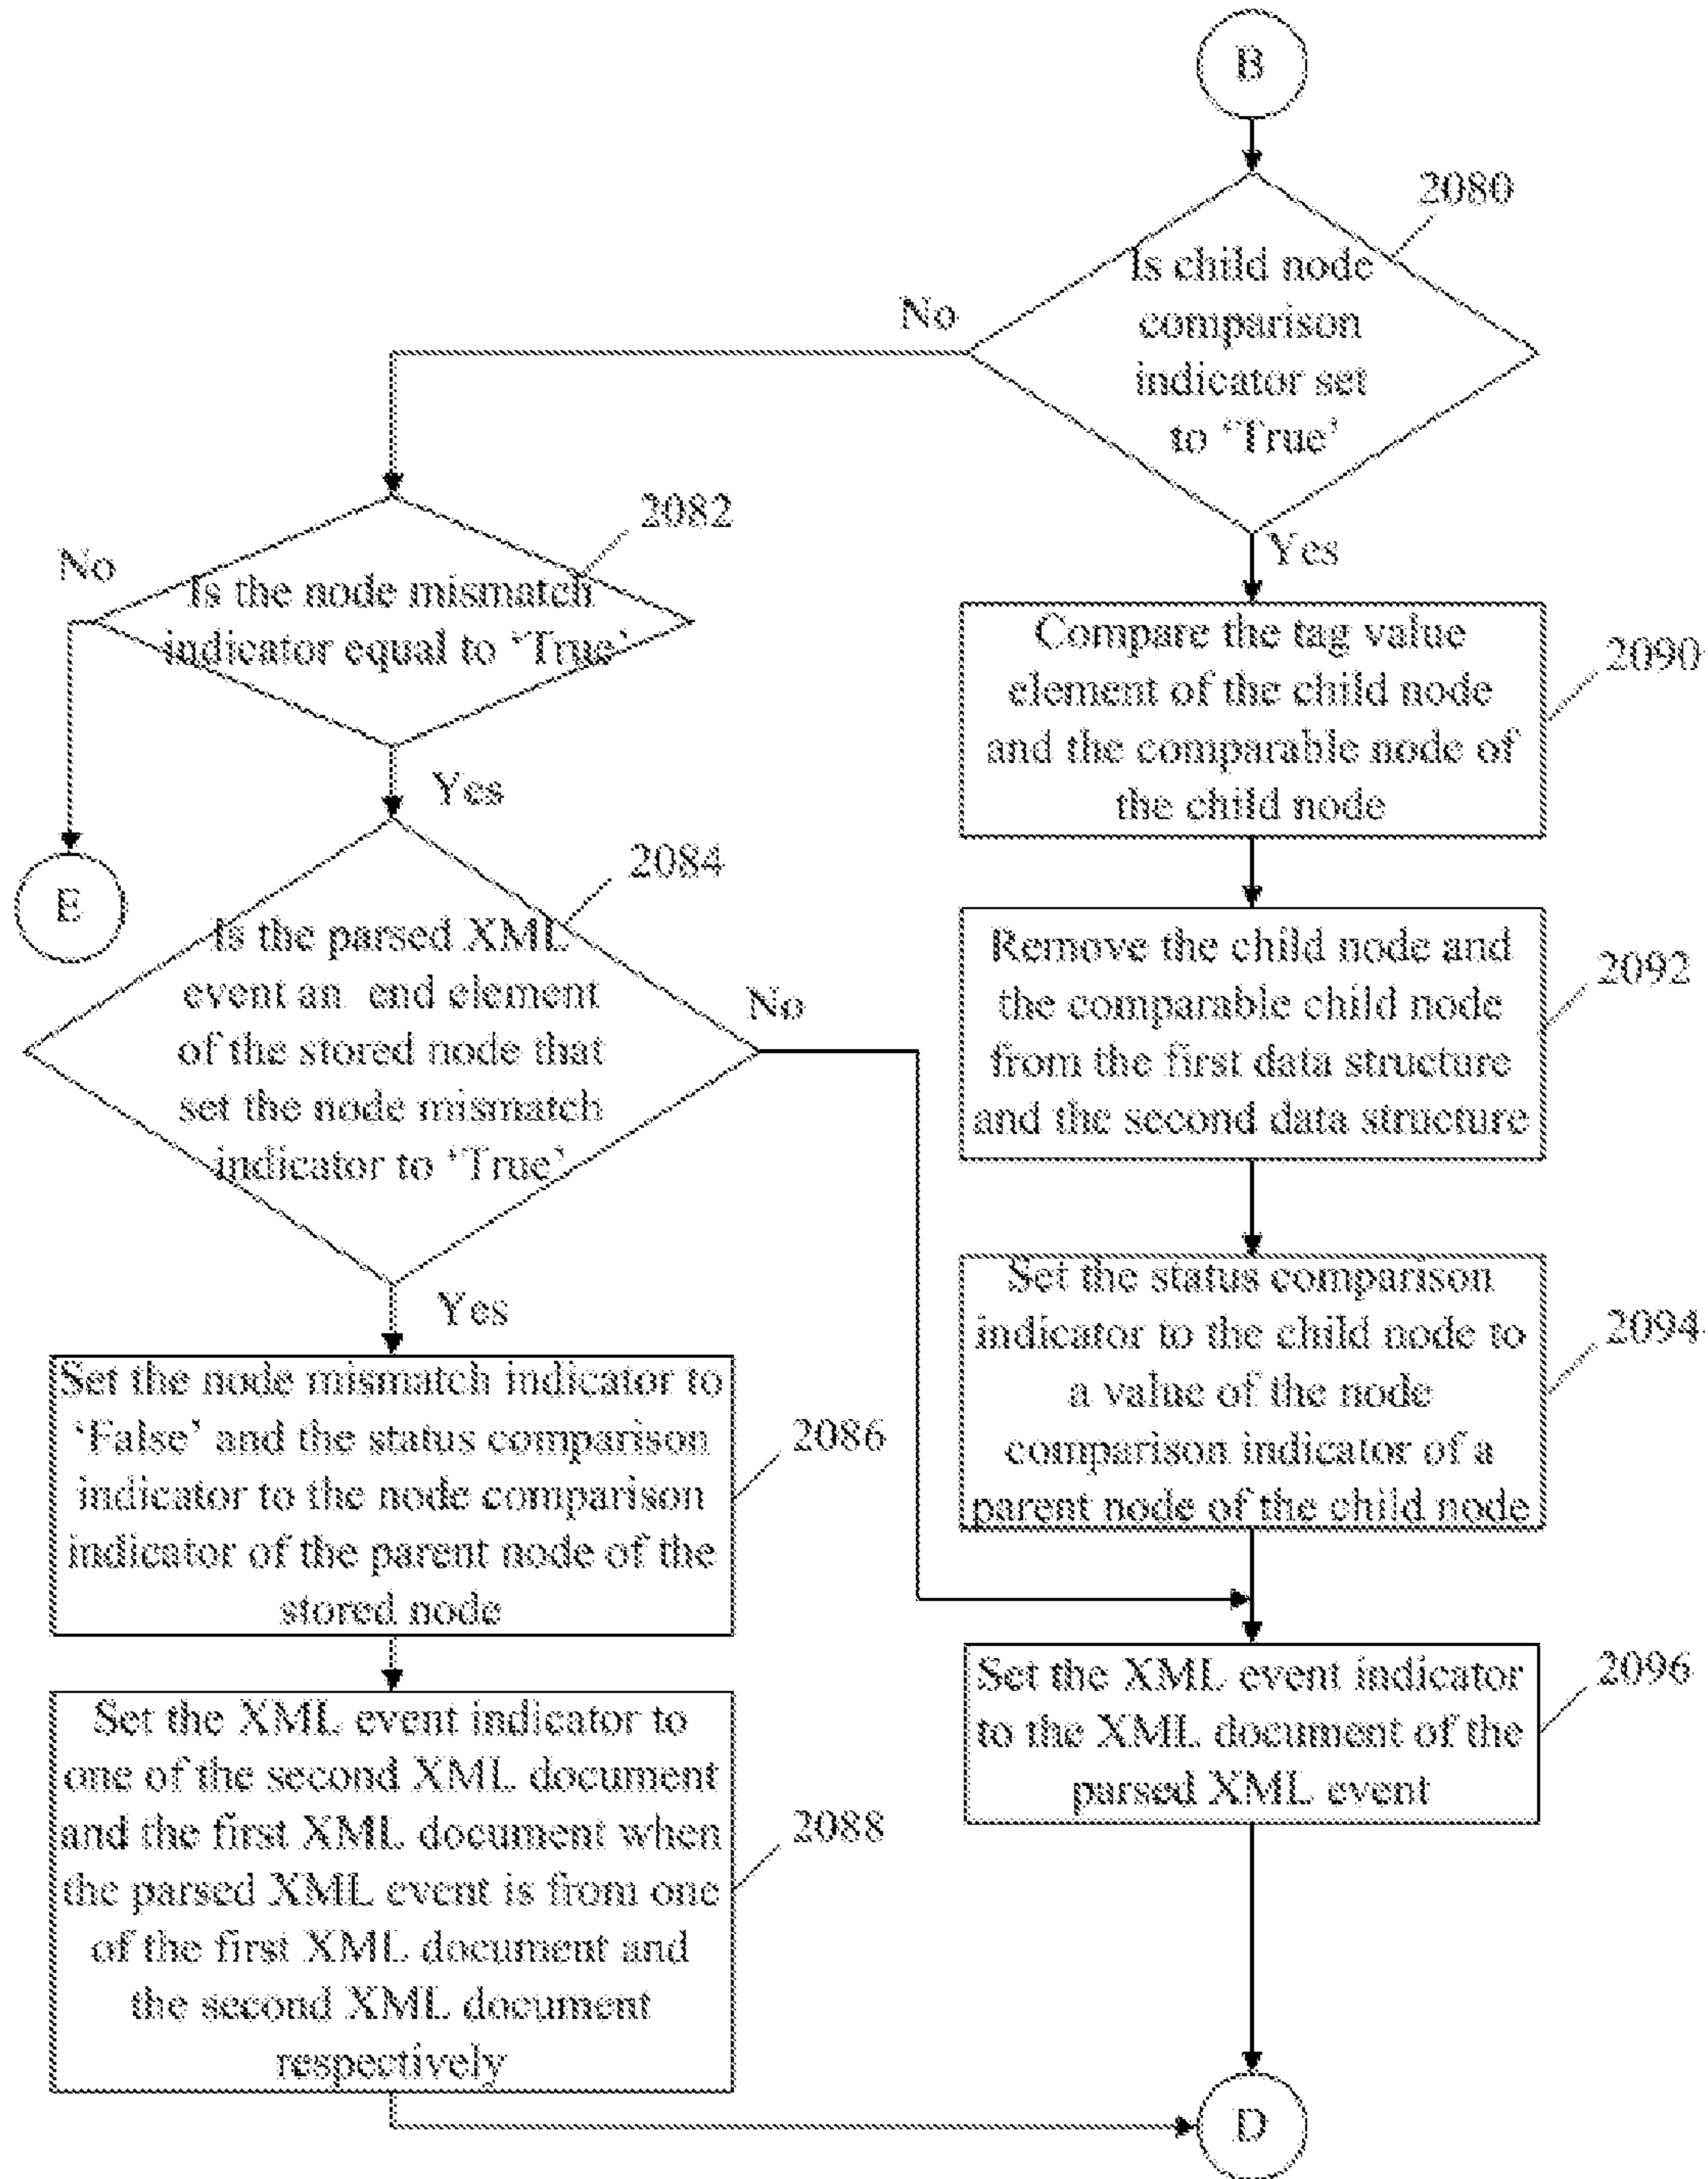 B
2080
Is child node
comparison
indicator set
to ‘True’
No
Yes
2082
No
Is the node mismatch
indicator equal to ‘True’
Yes
E
2084
Is the parsed XML
event an end element
of the stored node that
set the node mismatch
indicator to ‘True’
No
Yes
Set the node mismatch indicator to
‘False’ and the status comparison
indicator to the node comparison
indicator of the parent node of the
stored node
2086
Set the XML event indicator to
one of the second XML document
and the first XML document when
the parsed XML event is from one
of the first XML document and
the second XML document
respectively
2088
Compare the tag value
element of the child node
and the comparable node of
the child node
2090
Remove the child node and
the comparable child node
from the first data structure
and the second data structure
2092
Set the status comparison
indicator to the child node to
a value of the node
comparison indicator of a
parent node of the child node
2094
Set the XML event indicator
to the XML document of the
parsed XML event
2096
D